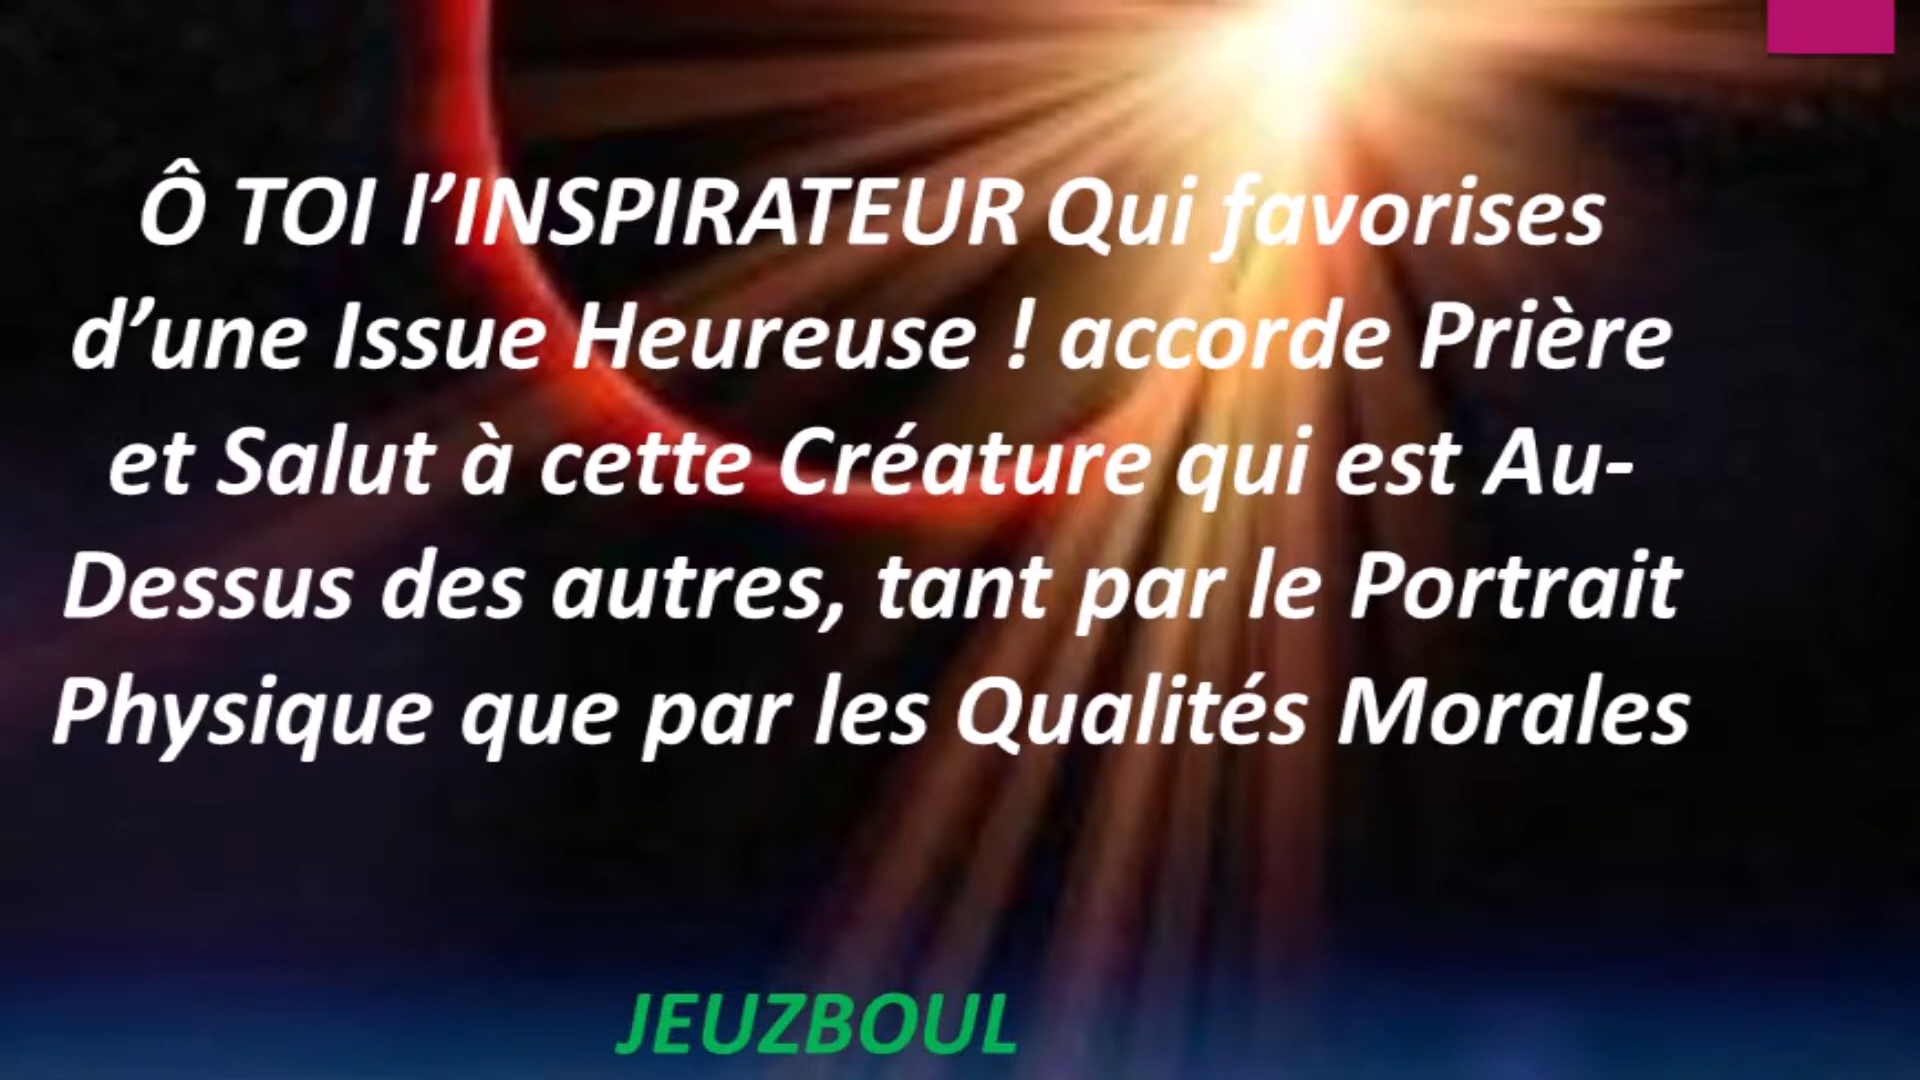 Ô TOI l’INSPIRATEUR Qui favorises
d’une Issue Heureuse ! accorde Prière
et Salut à cette Créature qui est Au-
Dessus des autres, tant par le Portrait
Physique que par les Qualités Morales
JEUZBOUL